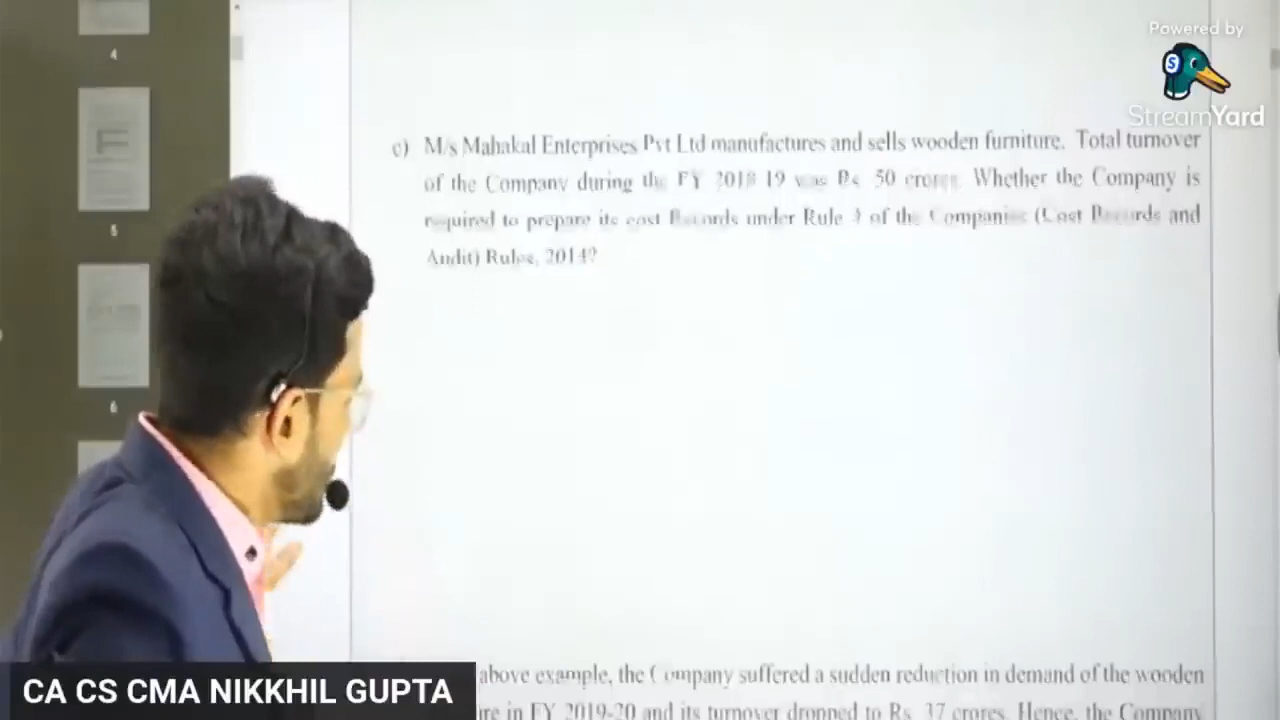 4
5
6
Powered by
StreamYard
c) M/s Mahakal Enterprises Pvt Ltd manufactures and sells wooden furniture. Total turnover
of the Company during the FY 2018-19 was Rs. 50 crores. Whether the Company is
required to prepare its cost Records under Rule of the Companies (Cost Records and
Audit) Rules, 2014?
above example, the Company suffered a sudden reduction in demand of the wooden
in FY 2019-20 and its turnover dropped to Rs. 37 crores. Hence, the Company
CA CS CMA NIKKHIL GUPTA